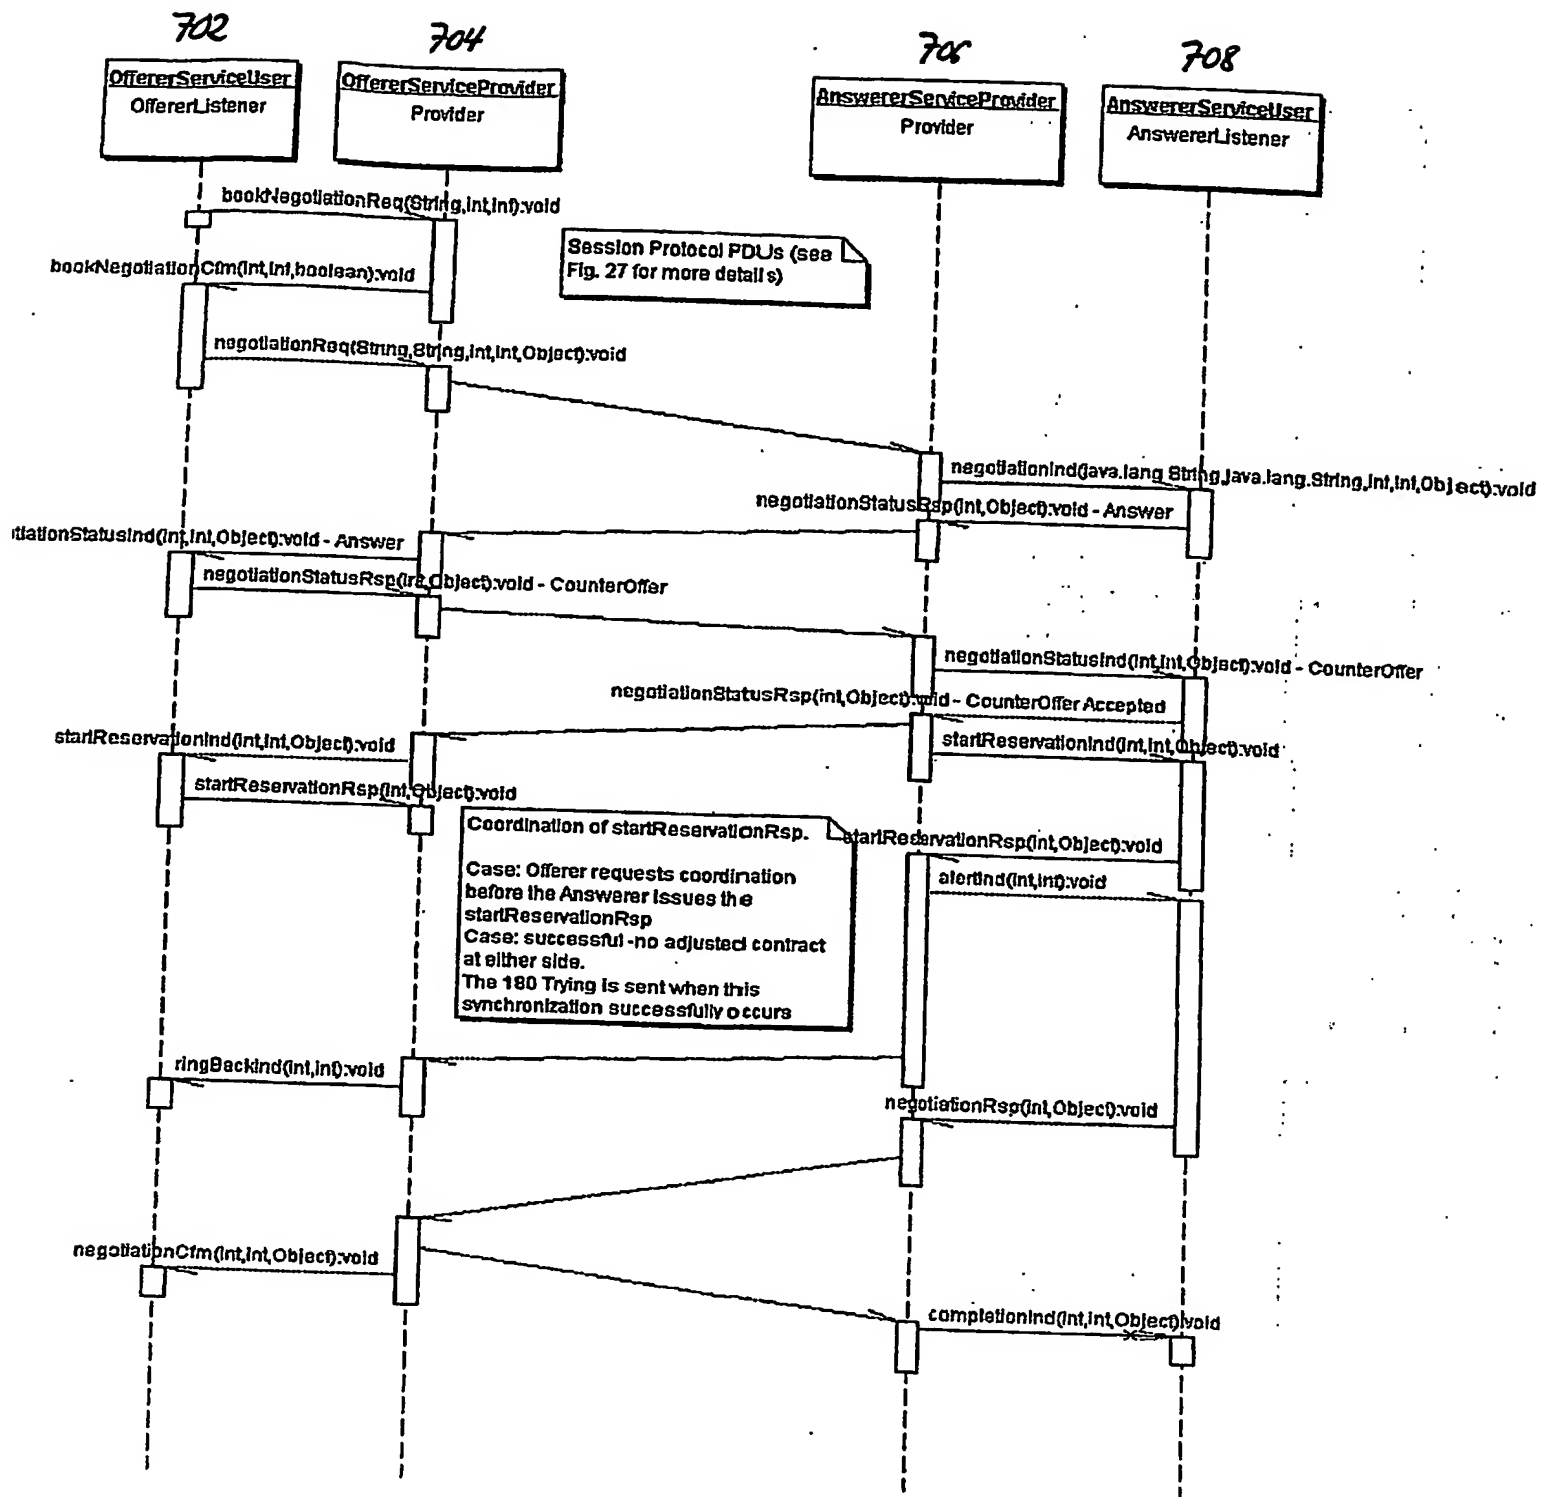 702
704
706
708
OffererServiceUser
OffererListener
OffererServiceProvider
Provider
AnswererServiceProvider
Provider
AnswererServiceUser
AnswererListener
bookNegotiationReq(String,int,int):void
Session Protocol PDUs (see
Fig. 27 for more details)
bookNegotiationCfm(int,int,boolean):void
negotiationReq(String,String,int,int,Object):void
negotiationInd(java.lang.String,java.lang.String,int,int,Object):void
negotiationStatusRsp(int,Object):void - Answer
tiationStatusInd(int,int,Object):void - Answer
negotiationStatusRsp(int,Object):void - CounterOffer
negotiationStatusInd(int,int,Object):void - CounterOffer
negotiationStatusRsp(int,Object):void - CounterOffer Accepted
startReservationInd(int,int,Object):void
startReservationInd(int,int,Object):void
startReservationRsp(int,Object):void
Coordination of startReservationRsp.
Case: Offerer requests coordination
before the Answerer issues the
startReservationRsp
Case: successful -no adjusted contract
at either side.
The 180 Trying is sent when this
synchronization successfully occurs
startReservationRsp(int,Object):void
alertInd(int,int):void
ringBackInd(int,int):void
negotiationRsp(int,Object):void
negotiationCfm(int,int,Object):void
completionInd(int,int,Object):void